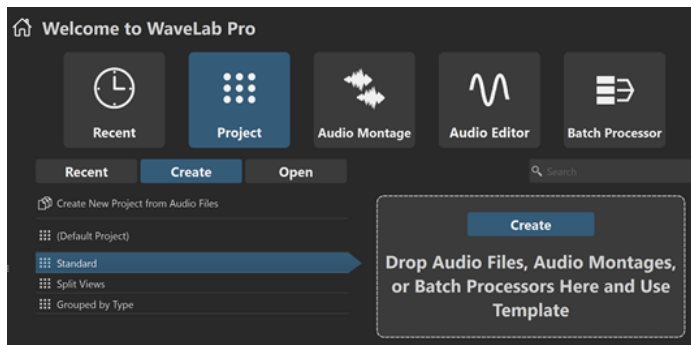 Welcome to WaveLab Pro
Recent Project Audio Montage Audio Editor Batch Processor
Recent Create Open Search
Create New Project from Audio Files
(Default Project)
Standard
Split Views
Grouped by Type
Create
Drop Audio Files, Audio Montages,
or Batch Processors Here and Use
Template